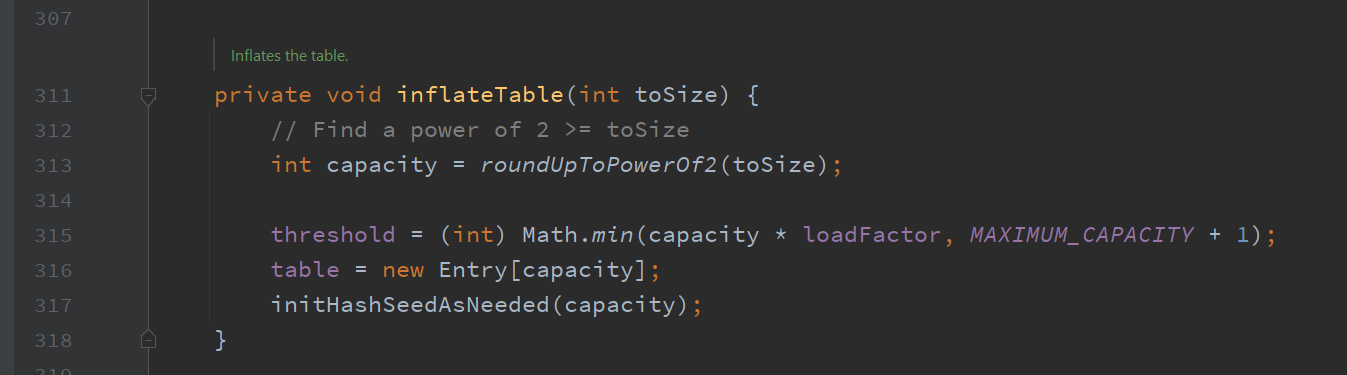 307
Inflates the table.
311 private void inflateTable(int toSize) {
312 // Find a power of 2 >= toSize
313 int capacity = roundUpToPowerOf2(toSize);
314
315 threshold = (int) Math.min(capacity * loadFactor, MAXIMUM_CAPACITY + 1);
316 table = new Entry[capacity];
317 initHashSeedAsNeeded(capacity);
318 }